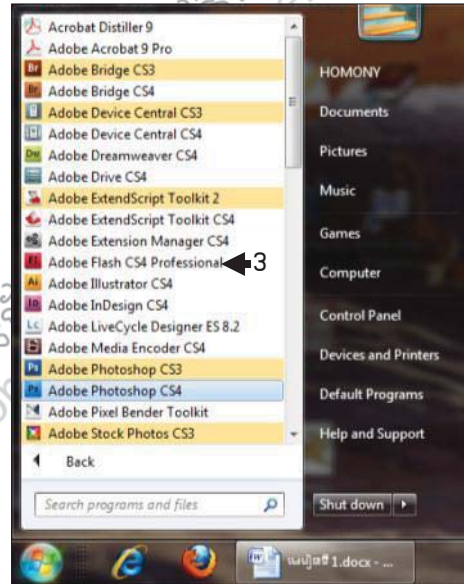 Acrobat Distiller 9
Adobe Acrobat 9 Pro
Adobe Bridge CS3
Adobe Bridge CS4
Adobe Device Central CS3
Adobe Device Central CS4
Adobe Dreamweaver CS4
Adobe Drive CS4
Adobe ExtendScript Toolkit 2
Adobe ExtendScript Toolkit CS4
Adobe Extension Manager CS4
Adobe Flash CS4 Professional 3
Adobe Illustrator CS4
Adobe InDesign CS4
Adobe LiveCycle Designer ES 8.2
Adobe Media Encoder CS4
Adobe Photoshop CS3
Adobe Photoshop CS4
Adobe Pixel Bender Toolkit
Adobe Stock Photos CS3
Back
Search programs and files
HOMONY
Documents
Pictures
Music
Games
Computer
Control Panel
Devices and Printers
Default Programs
Help and Support
Shut down
មេរៀនទី 1.docx - ...